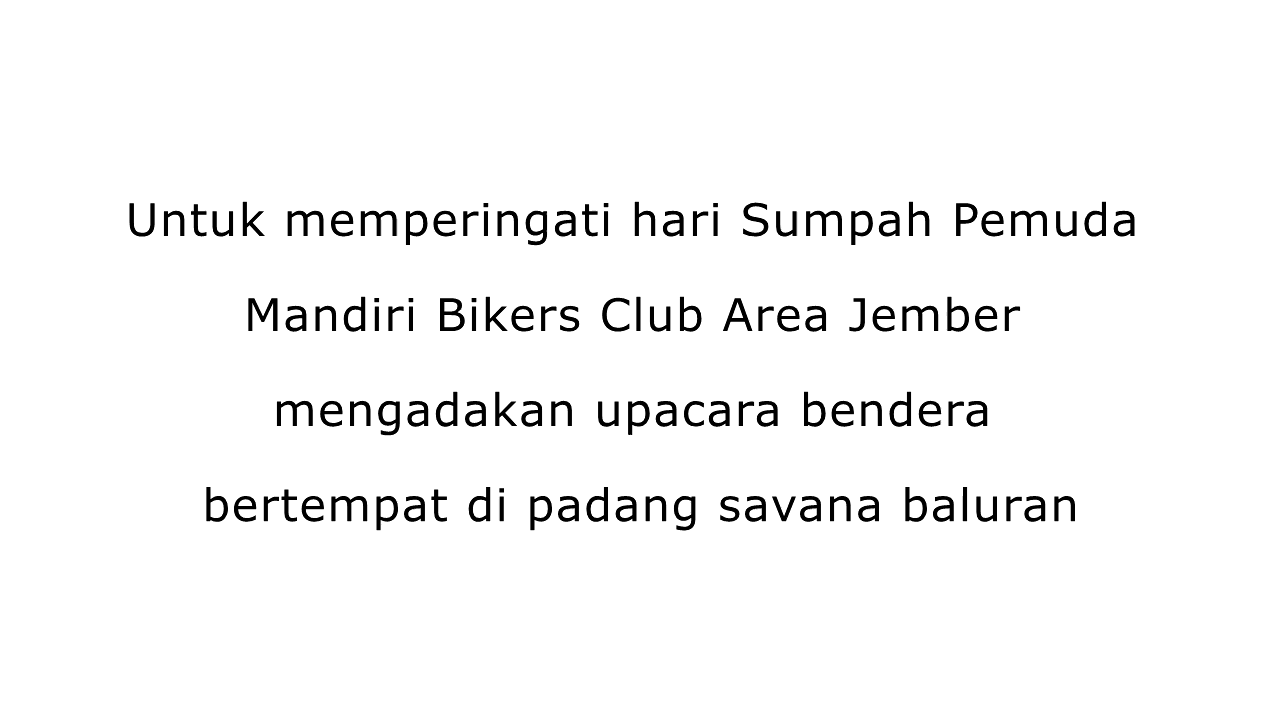 Untuk memperingati hari Sumpah Pemuda
Mandiri Bikers Club Area Jember
mengadakan upacara bendera
bertempat di padang savana baluran